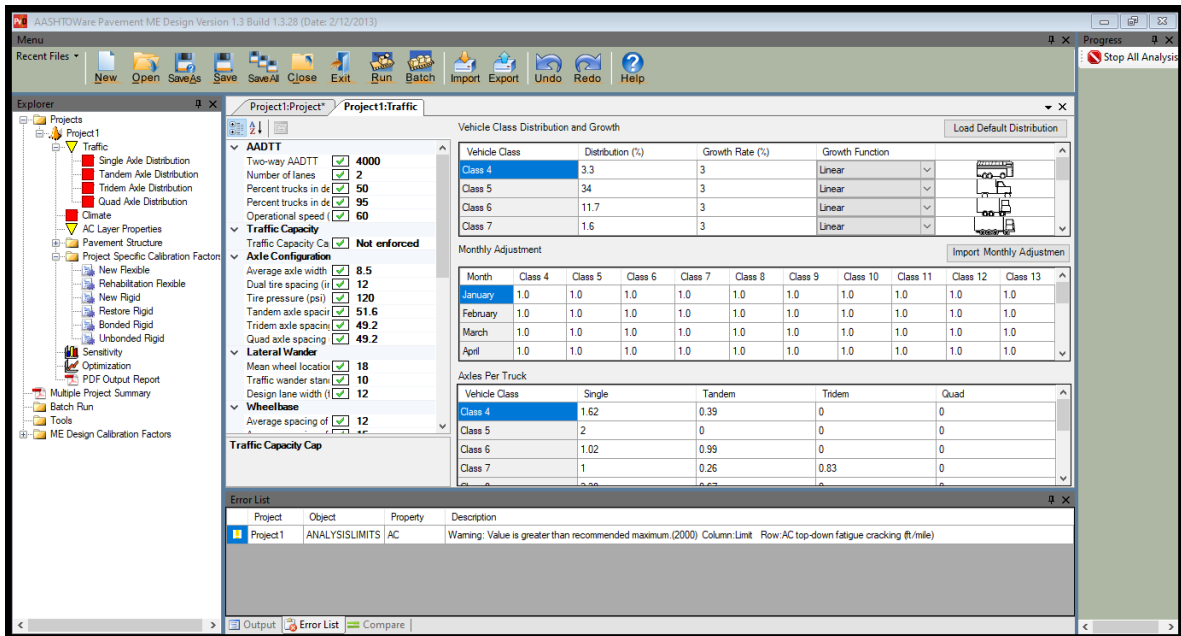 AASHTOWare Pavement ME Design Version 1.3 Build 1.3.28 (Date: 2/12/2013)
Menu
Progress
Recent Files
New Open SaveAs Save SaveAll Close Exit Run Batch Import Export Undo Redo Help
Stop All Analysis
Explorer
Projects
Project1
Traffic
Single Axle Distribution
Tandem Axle Distribution
Tridem Axle Distribution
Quad Axle Distribution
Climate
AC Layer Properties
Pavement Structure
Project Specific Calibration Factors
New Flexible
Rehabilitation Flexible
New Rigid
Restore Rigid
Bonded Rigid
Unbonded Rigid
Sensitivity
Optimization
PDF Output Report
Multiple Project Summary
Batch Run
Tools
ME Design Calibration Factors
Project1:Project* Project1:Traffic
AADTT
Two-way AADTT 4000
Number of lanes 2
Percent trucks in de 50
Percent trucks in de 95
Operational speed ( 60
Traffic Capacity
Traffic Capacity Ca Not enforced
Axle Configuration
Average axle width 8.5
Dual tire spacing (ir 12
Tire pressure (psi) 120
Tandem axle spacir 51.6
Tridem axle spacing 49.2
Quad axle spacing 49.2
Lateral Wander
Mean wheel location 18
Traffic wander stand 10
Design lane width (f 12
Wheelbase
Average spacing of 12
Traffic Capacity Cap
Vehicle Class Distribution and Growth
Load Default Distribution
Vehicle Class Distribution (%) Growth Rate (%) Growth Function
Class 4 3.3 3 Linear
Class 5 34 3 Linear
Class 6 11.7 3 Linear
Class 7 1.6 3 Linear
Monthly Adjustment
Import Monthly Adjustmen
Month Class 4 Class 5 Class 6 Class 7 Class 8 Class 9 Class 10 Class 11 Class 12 Class 13
January 1.0 1.0 1.0 1.0 1.0 1.0 1.0 1.0 1.0 1.0
February 1.0 1.0 1.0 1.0 1.0 1.0 1.0 1.0 1.0 1.0
March 1.0 1.0 1.0 1.0 1.0 1.0 1.0 1.0 1.0 1.0
April 1.0 1.0 1.0 1.0 1.0 1.0 1.0 1.0 1.0 1.0
Axles Per Truck
Vehicle Class Single Tandem Tridem Quad
Class 4 1.62 0.39 0 0
Class 5 2 0 0 0
Class 6 1.02 0.99 0 0
Class 7 1 0.26 0.83 0
Error List
Project Object Property Description
Project1 ANALYSISLIMITS AC Warning: Value is greater than recommended maximum.(2000) Column:Limit Row:AC top-down fatigue cracking (ft/mile)
Output Error List Compare